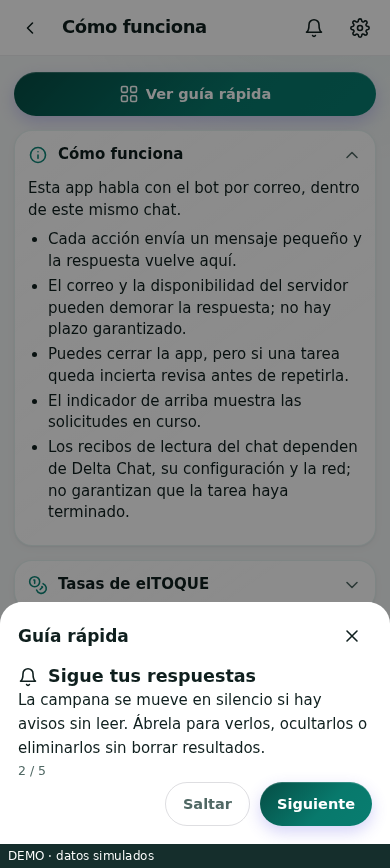 Cómo funciona
Ver guía rápida
Cómo funciona
Esta app habla con el bot por correo, dentro
de este mismo chat.
• Cada acción envía un mensaje pequeño y
la respuesta vuelve aquí.
• El correo y la disponibilidad del servidor
pueden demorar la respuesta; no hay
plazo garantizado.
• Puedes cerrar la app, pero si una tarea
queda incierta revisa antes de repetirla.
• El indicador de arriba muestra las
solicitudes en curso.
• Los recibos de lectura del chat dependen
de Delta Chat, su configuración y la red;
no garantizan que la tarea haya
terminado.
Tasas de elTOQUE
Guía rápida
Sigue tus respuestas
La campana se mueve en silencio si hay
avisos sin leer. Ábrela para verlos, ocultarlos o
eliminarlos sin borrar resultados.
2 / 5
Saltar
Siguiente
DEMO · datos simulados